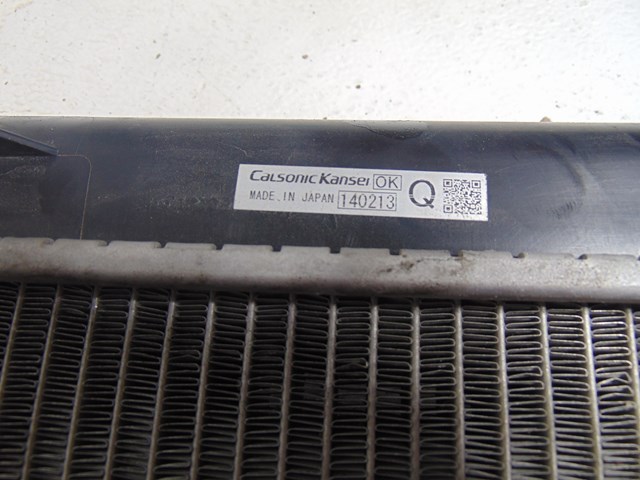 CalsonicKansei OK Q
MADE.IN JAPAN 140213